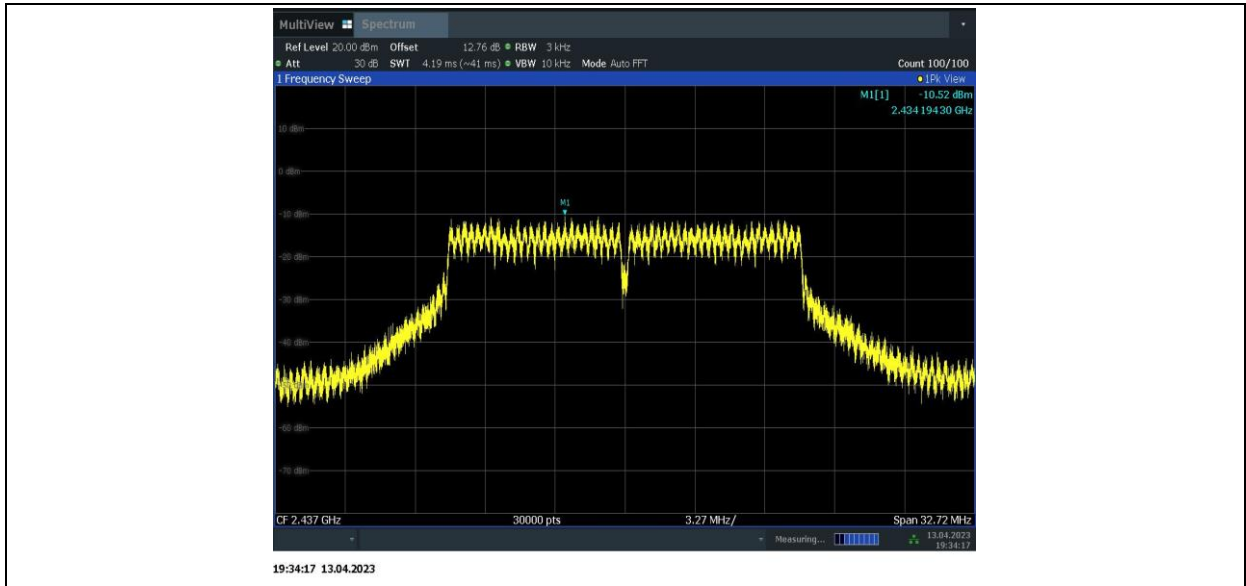 MultiView Spectrum
Ref Level 20.00 dBm Offset 12.76 dB RBW 3 kHz
Att 30 dB SWT 4.19 ms (~41 ms) VBW 10 kHz Mode Auto FFT Count 100/100
1 Frequency Sweep 1Pk View
M1[1] -10.52 dBm
2.43419430 GHz
10 dBm
0 dBm
M1
-10 dBm
-20 dBm
-30 dBm
-40 dBm
-60 dBm
-70 dBm
CF 2.437 GHz 30000 pts 3.27 MHz/ Span 32.72 MHz
Measuring... 13.04.2023
19:34:17
19:34:17 13.04.2023